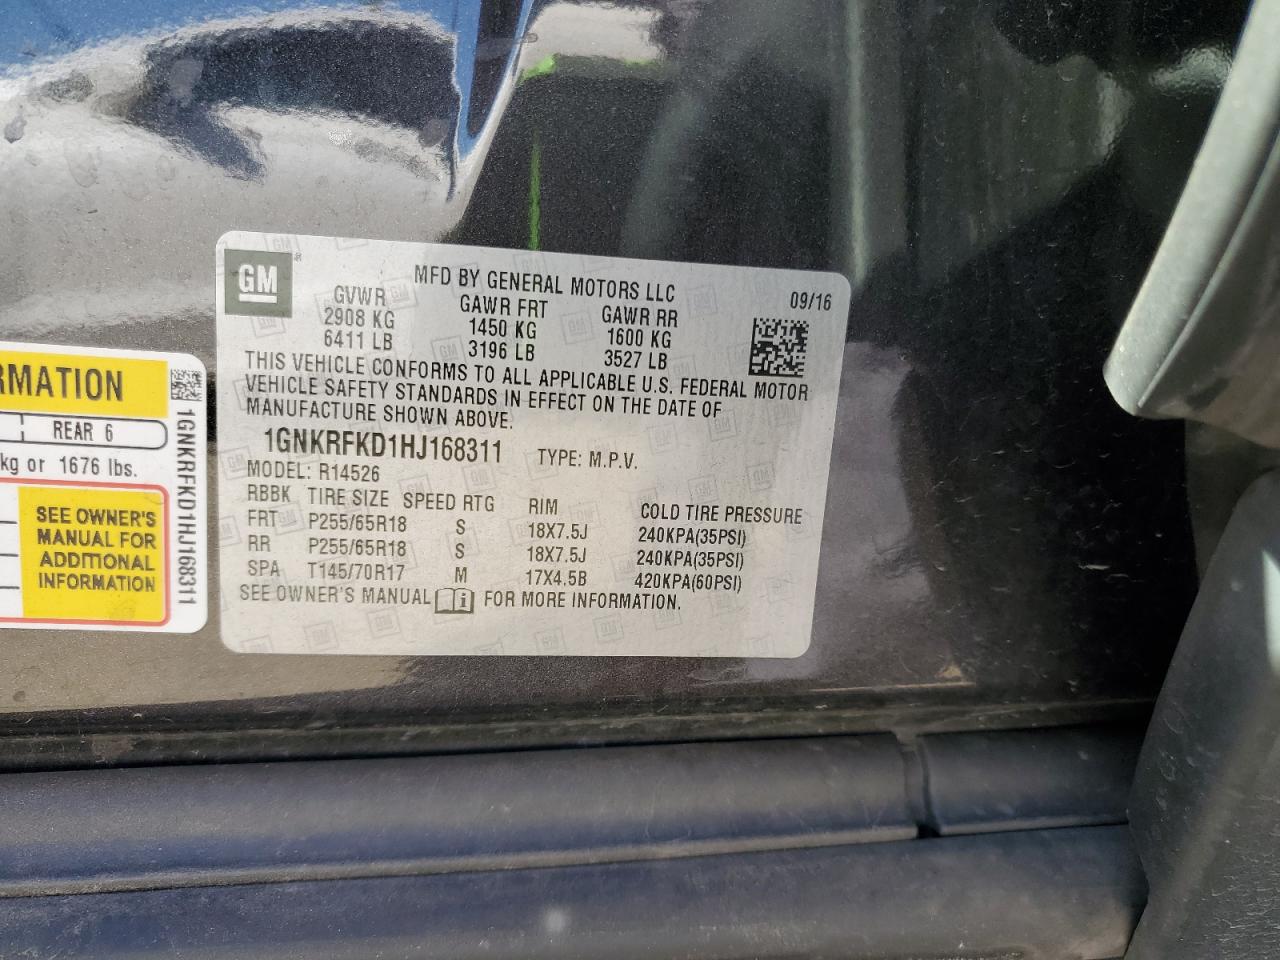 GM
MFD BY GENERAL MOTORS LLC
09/16
GVWR GAWR FRT GAWR RR
2908 KG 1450 KG 1600 KG
6411 LB 3196 LB 3527 LB
THIS VEHICLE CONFORMS TO ALL APPLICABLE U.S. FEDERAL MOTOR
VEHICLE SAFETY STANDARDS IN EFFECT ON THE DATE OF
MANUFACTURE SHOWN ABOVE.
1GNKRFKD1HJ168311 TYPE: M.P.V.
MODEL: R14526
RBBK TIRE SIZE SPEED RTG RIM COLD TIRE PRESSURE
FRT P255/65R18 S 18X7.5J 240KPA(35PSI)
RR P255/65R18 S 18X7.5J 240KPA(35PSI)
SPA T145/70R17 M 17X4.5B 420KPA(60PSI)
SEE OWNER'S MANUAL FOR MORE INFORMATION.
RMATION
REAR 6
kg or 1676 lbs.
SEE OWNER'S
MANUAL FOR
ADDITIONAL
INFORMATION
1GNKRFKD1HJ168311